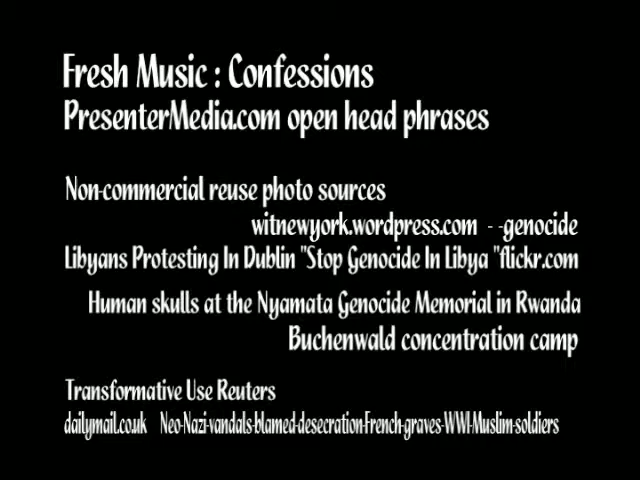 Fresh Music : Confessions
PresenterMedia.com open head phrases
Non-commercial reuse photo sources
witnewyork.wordpress.com - -genocide
Libyans Protesting In Dublin "Stop Genocide In Libya "flickr.com
Human skulls at the Nyamata Genocide Memorial in Rwanda
Buchenwald concentration camp
Transformative Use Reuters
dailymail.co.uk Neo-Nazi-vandals-blamed-desecration-French-graves-WWI-Muslim-soldiers